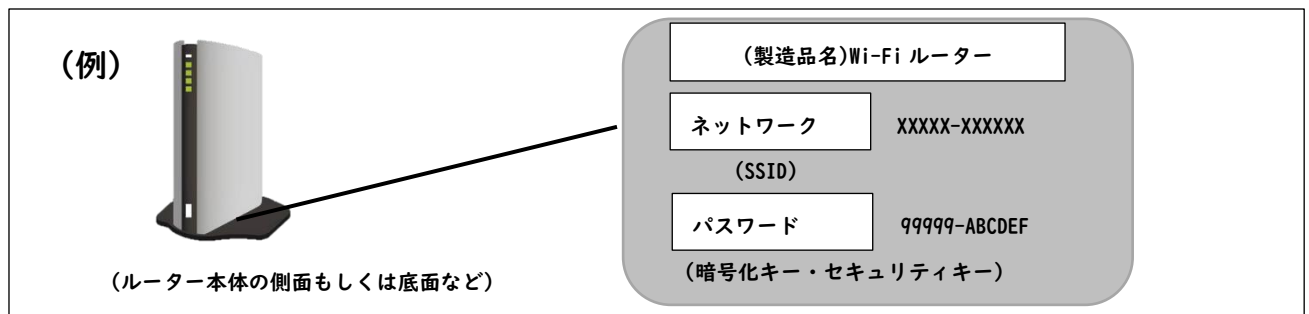 (例)
(製造品名)Wi-Fi ルーター
ネットワーク XXXXX-XXXXXX
(SSID)
パスワード 99999-ABCDEF
(暗号化キー・セキュリティキー)
(ルーター本体の側面もしくは底面など)